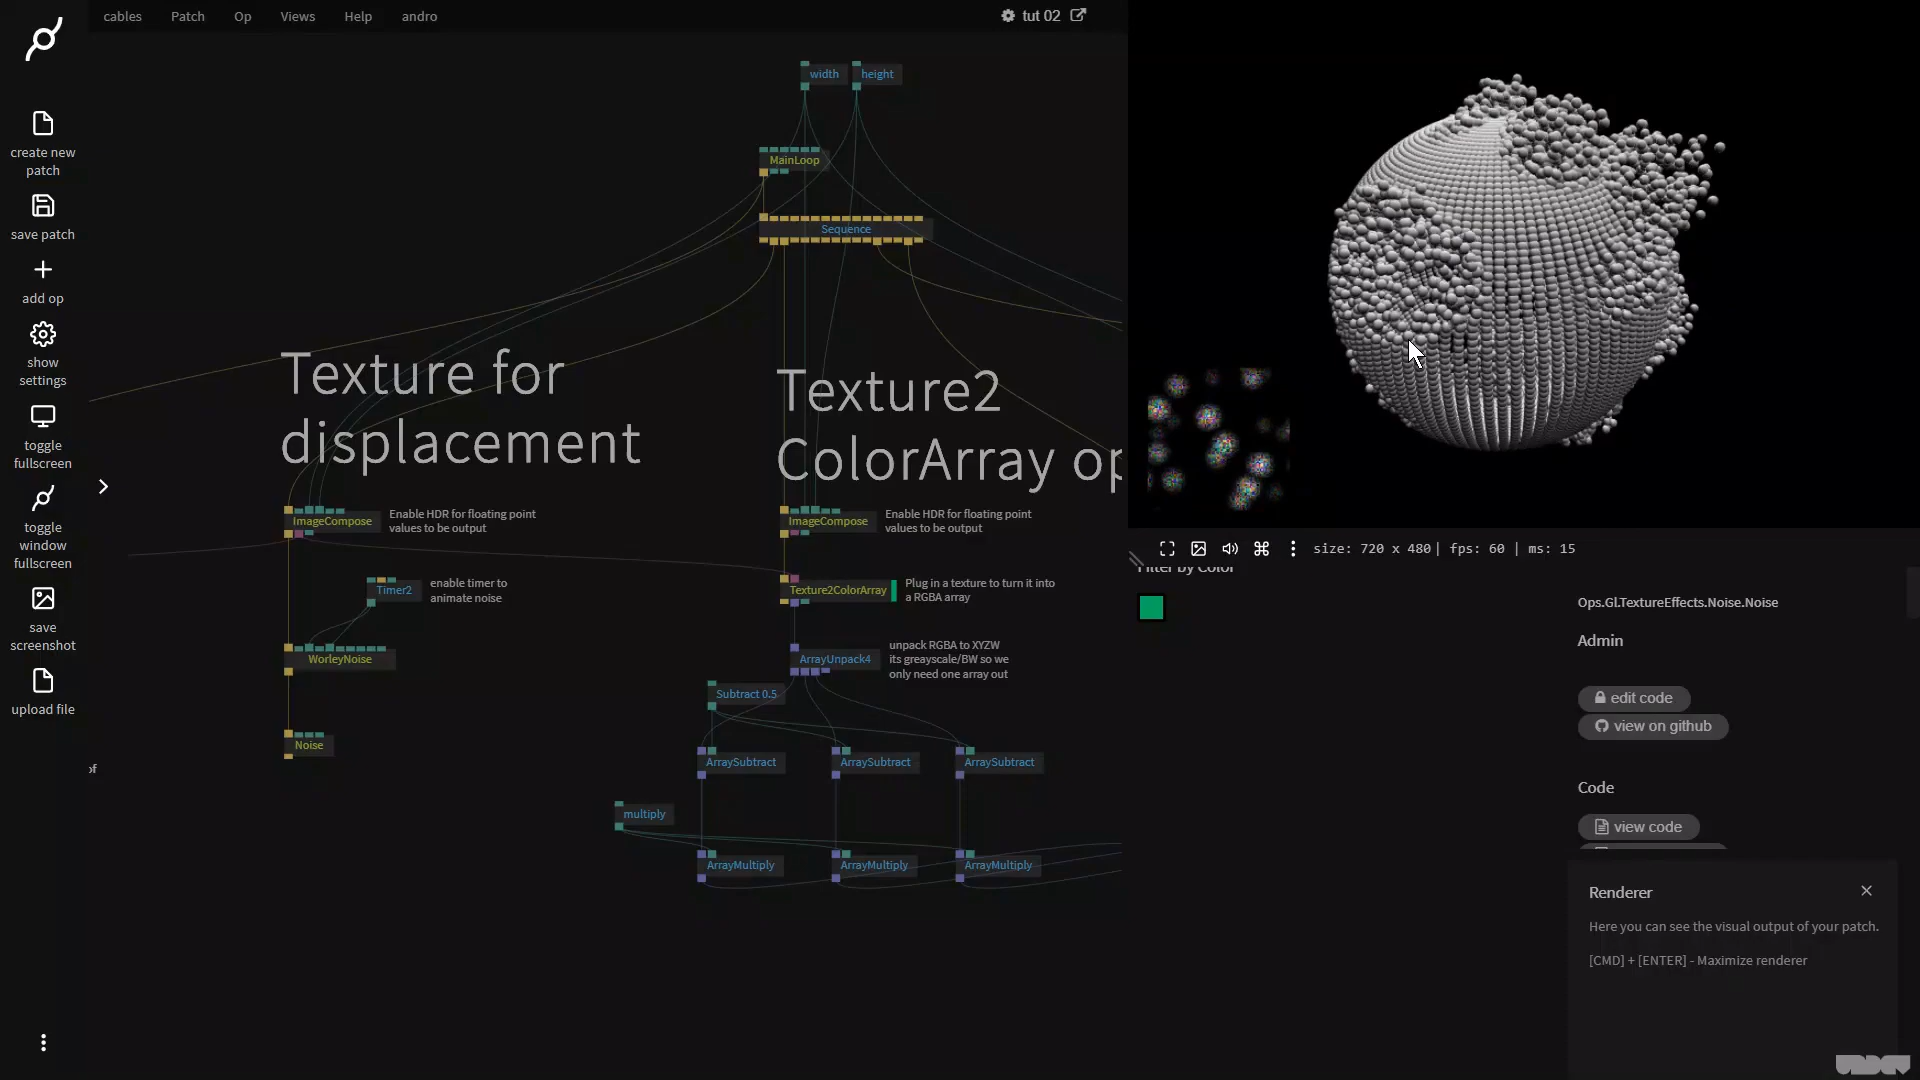 cables
Patch
Op
Views
Help
andro
tut 02
create new
patch
save patch
add op
show
settings
toggle
fullscreen
toggle
window
fullscreen
save
screenshot
upload file
width
height
MainLoop
Sequence
Texture for
displacement
Texture2
ColorArray op
ImageCompose
Enable HDR for floating point
values to be output
ImageCompose
Enable HDR for floating point
values to be output
Timer2
enable timer to
animate noise
Texture2ColorArray
Plug in a texture to turn it into
a RGBA array
WorleyNoise
ArrayUnpack4
unpack RGBA to XYZW
its greayscale/BW so we
only need one array out
Subtract 0.5
Noise
ArraySubtract
ArraySubtract
ArraySubtract
of
multiply
ArrayMultiply
ArrayMultiply
ArrayMultiply
size: 720 x 480 | fps: 60 | ms: 15
Filter by Color
Ops.Gl.TextureEffects.Noise.Noise
Admin
edit code
view on github
Code
view code
Renderer
Here you can see the visual output of your patch.
[CMD] + [ENTER] - Maximize renderer